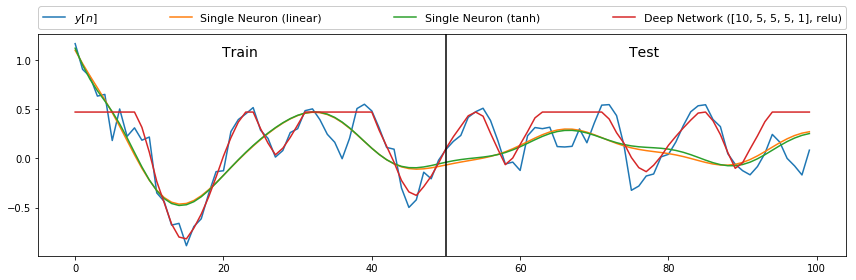 y[n] Single Neuron (linear) Single Neuron (tanh) Deep Network ([10, 5, 5, 5, 1], relu)
Train Test
1.0
0.5
0.0
−0.5
0 20 40 60 80 100